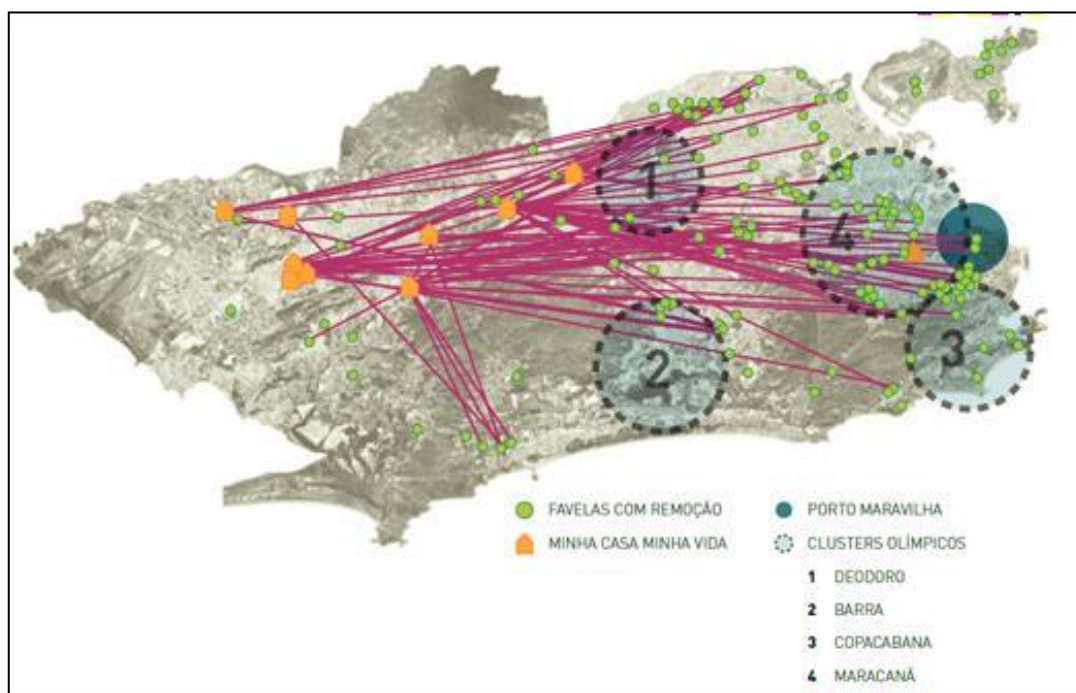 1
4
3
2
FAVELAS COM REMOÇÃO
MINHA CASA MINHA VIDA
PORTO MARAVILHA
CLUSTERS OLÍMPICOS
1 DEODORO
2 BARRA
3 COPACABANA
4 MARACANÃ